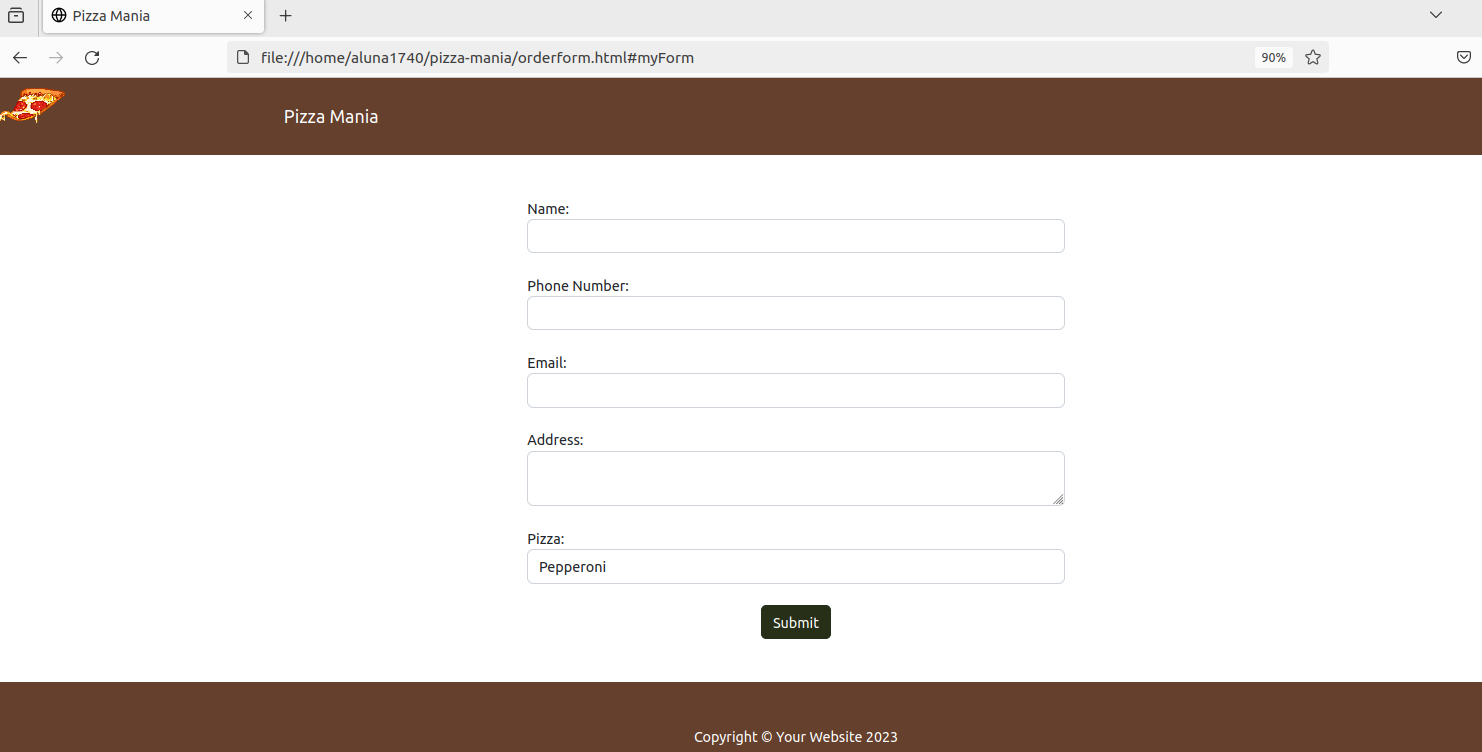 Pizza Mania
file:///home/aluna1740/pizza-mania/orderform.html#myForm
90%
Pizza Mania
Name:
Phone Number:
Email:
Address:
Pizza:
Pepperoni
Submit
Copyright © Your Website 2023